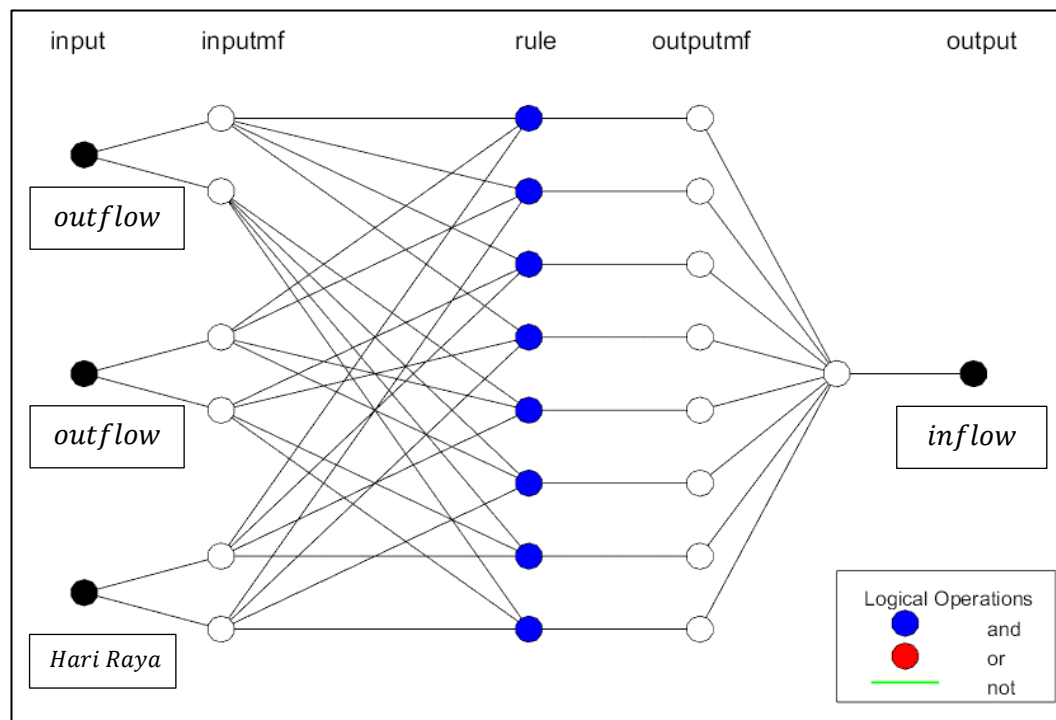 input inputmf rule outputmf output
outflow
outflow
inflow
Hari Raya
Logical Operations
and
or
not